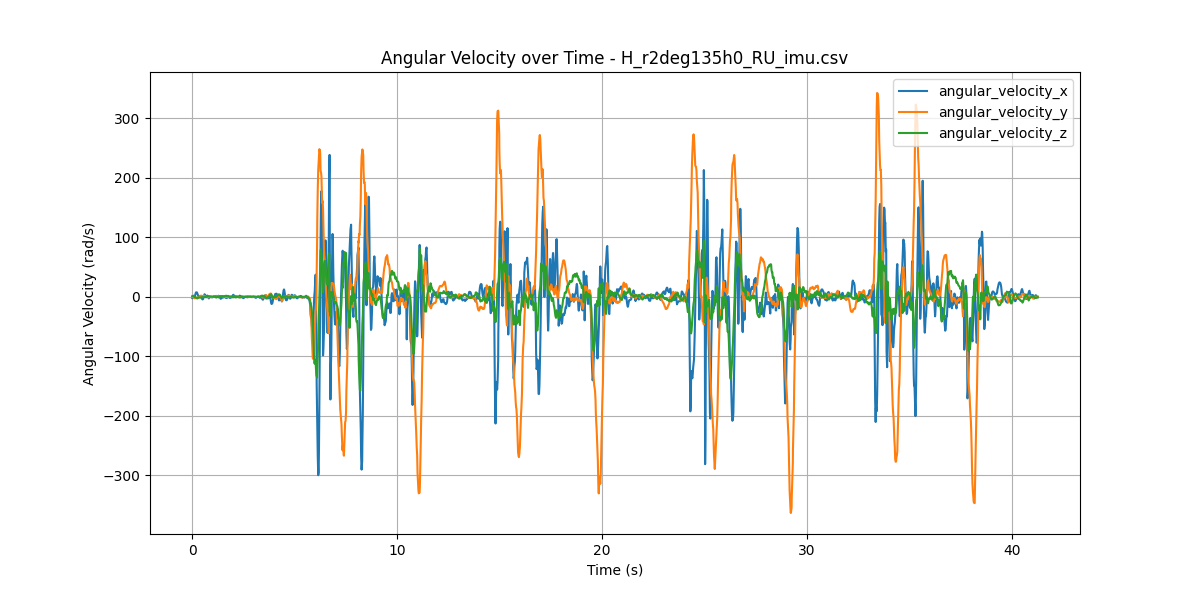 Angular Velocity over Time - H_r2deg135h0_RU_imu.csv
angular_velocity_x
angular_velocity_y
angular_velocity_z
Angular Velocity (rad/s)
300
200
100
0
−100
−200
−300
0 10 20 30 40
Time (s)